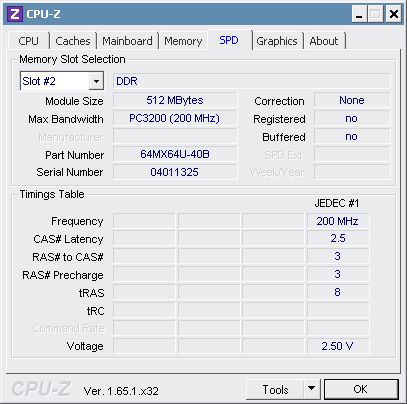 CPU-Z
CPU Caches Mainboard Memory SPD Graphics About
Memory Slot Selection
Slot #2 DDR
Module Size 512 MBytes Correction None
Max Bandwidth PC3200 (200 MHz) Registered no
Manufacturer Buffered no
Part Number 64MX64U-40B SPD Ext.
Serial Number 04011325 Week/Year
Timings Table
JEDEC #1
Frequency 200 MHz
CAS# Latency 2.5
RAS# to CAS# 3
RAS# Precharge 3
tRAS 8
tRC
Command Rate
Voltage 2.50 V
CPU-Z Ver. 1.65.1.x32 Tools OK